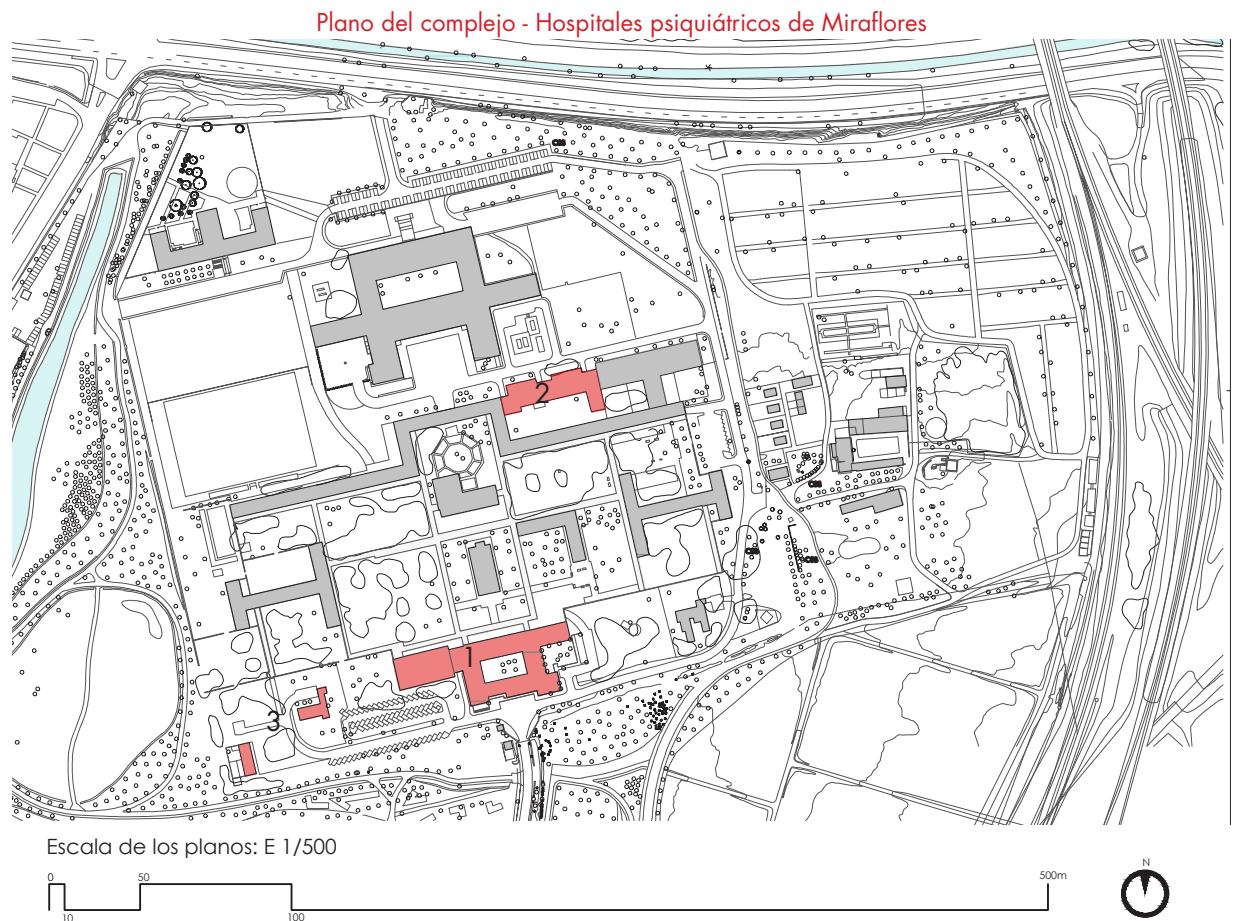 Plano del complejo - Hospitales psiquiátricos de Miraflores
2
1
3
Escala de los planos: E 1/500
0 50 500m
10 100
N